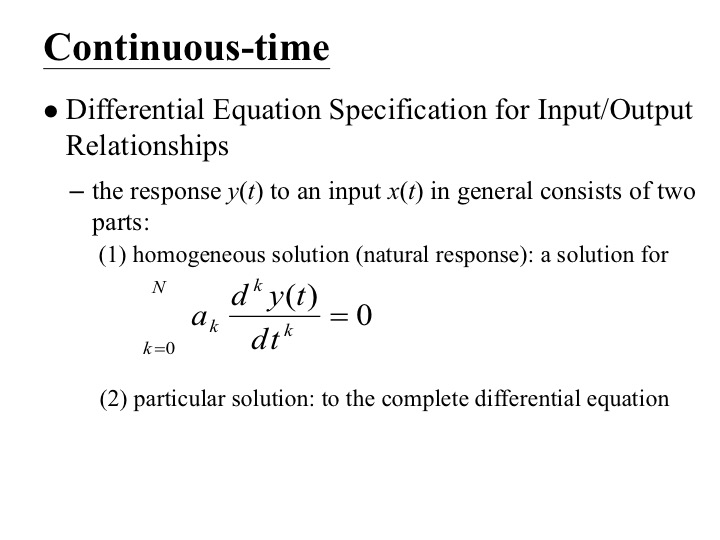 Continuous-time
● Differential Equation Specification for Input/Output
Relationships
– the response y(t) to an input x(t) in general consists of two
parts:
(1) homogeneous solution (natural response): a solution for
N
k=0
a_k d^k y(t) / dt^k = 0
(2) particular solution: to the complete differential equation